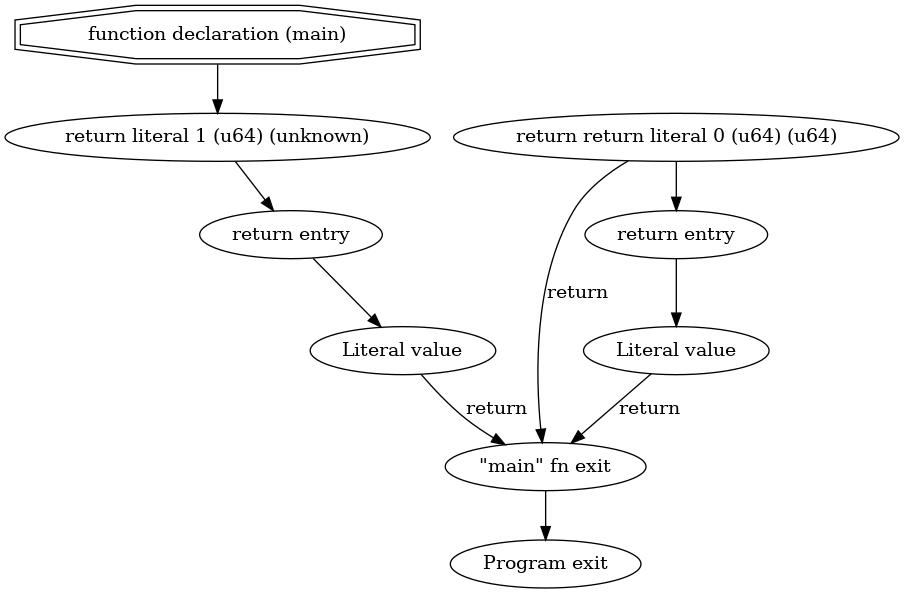 function declaration (main)
return literal 1 (u64) (unknown)
return return literal 0 (u64) (u64)
return entry
return entry
return
Literal value
Literal value
return
return
"main" fn exit
Program exit